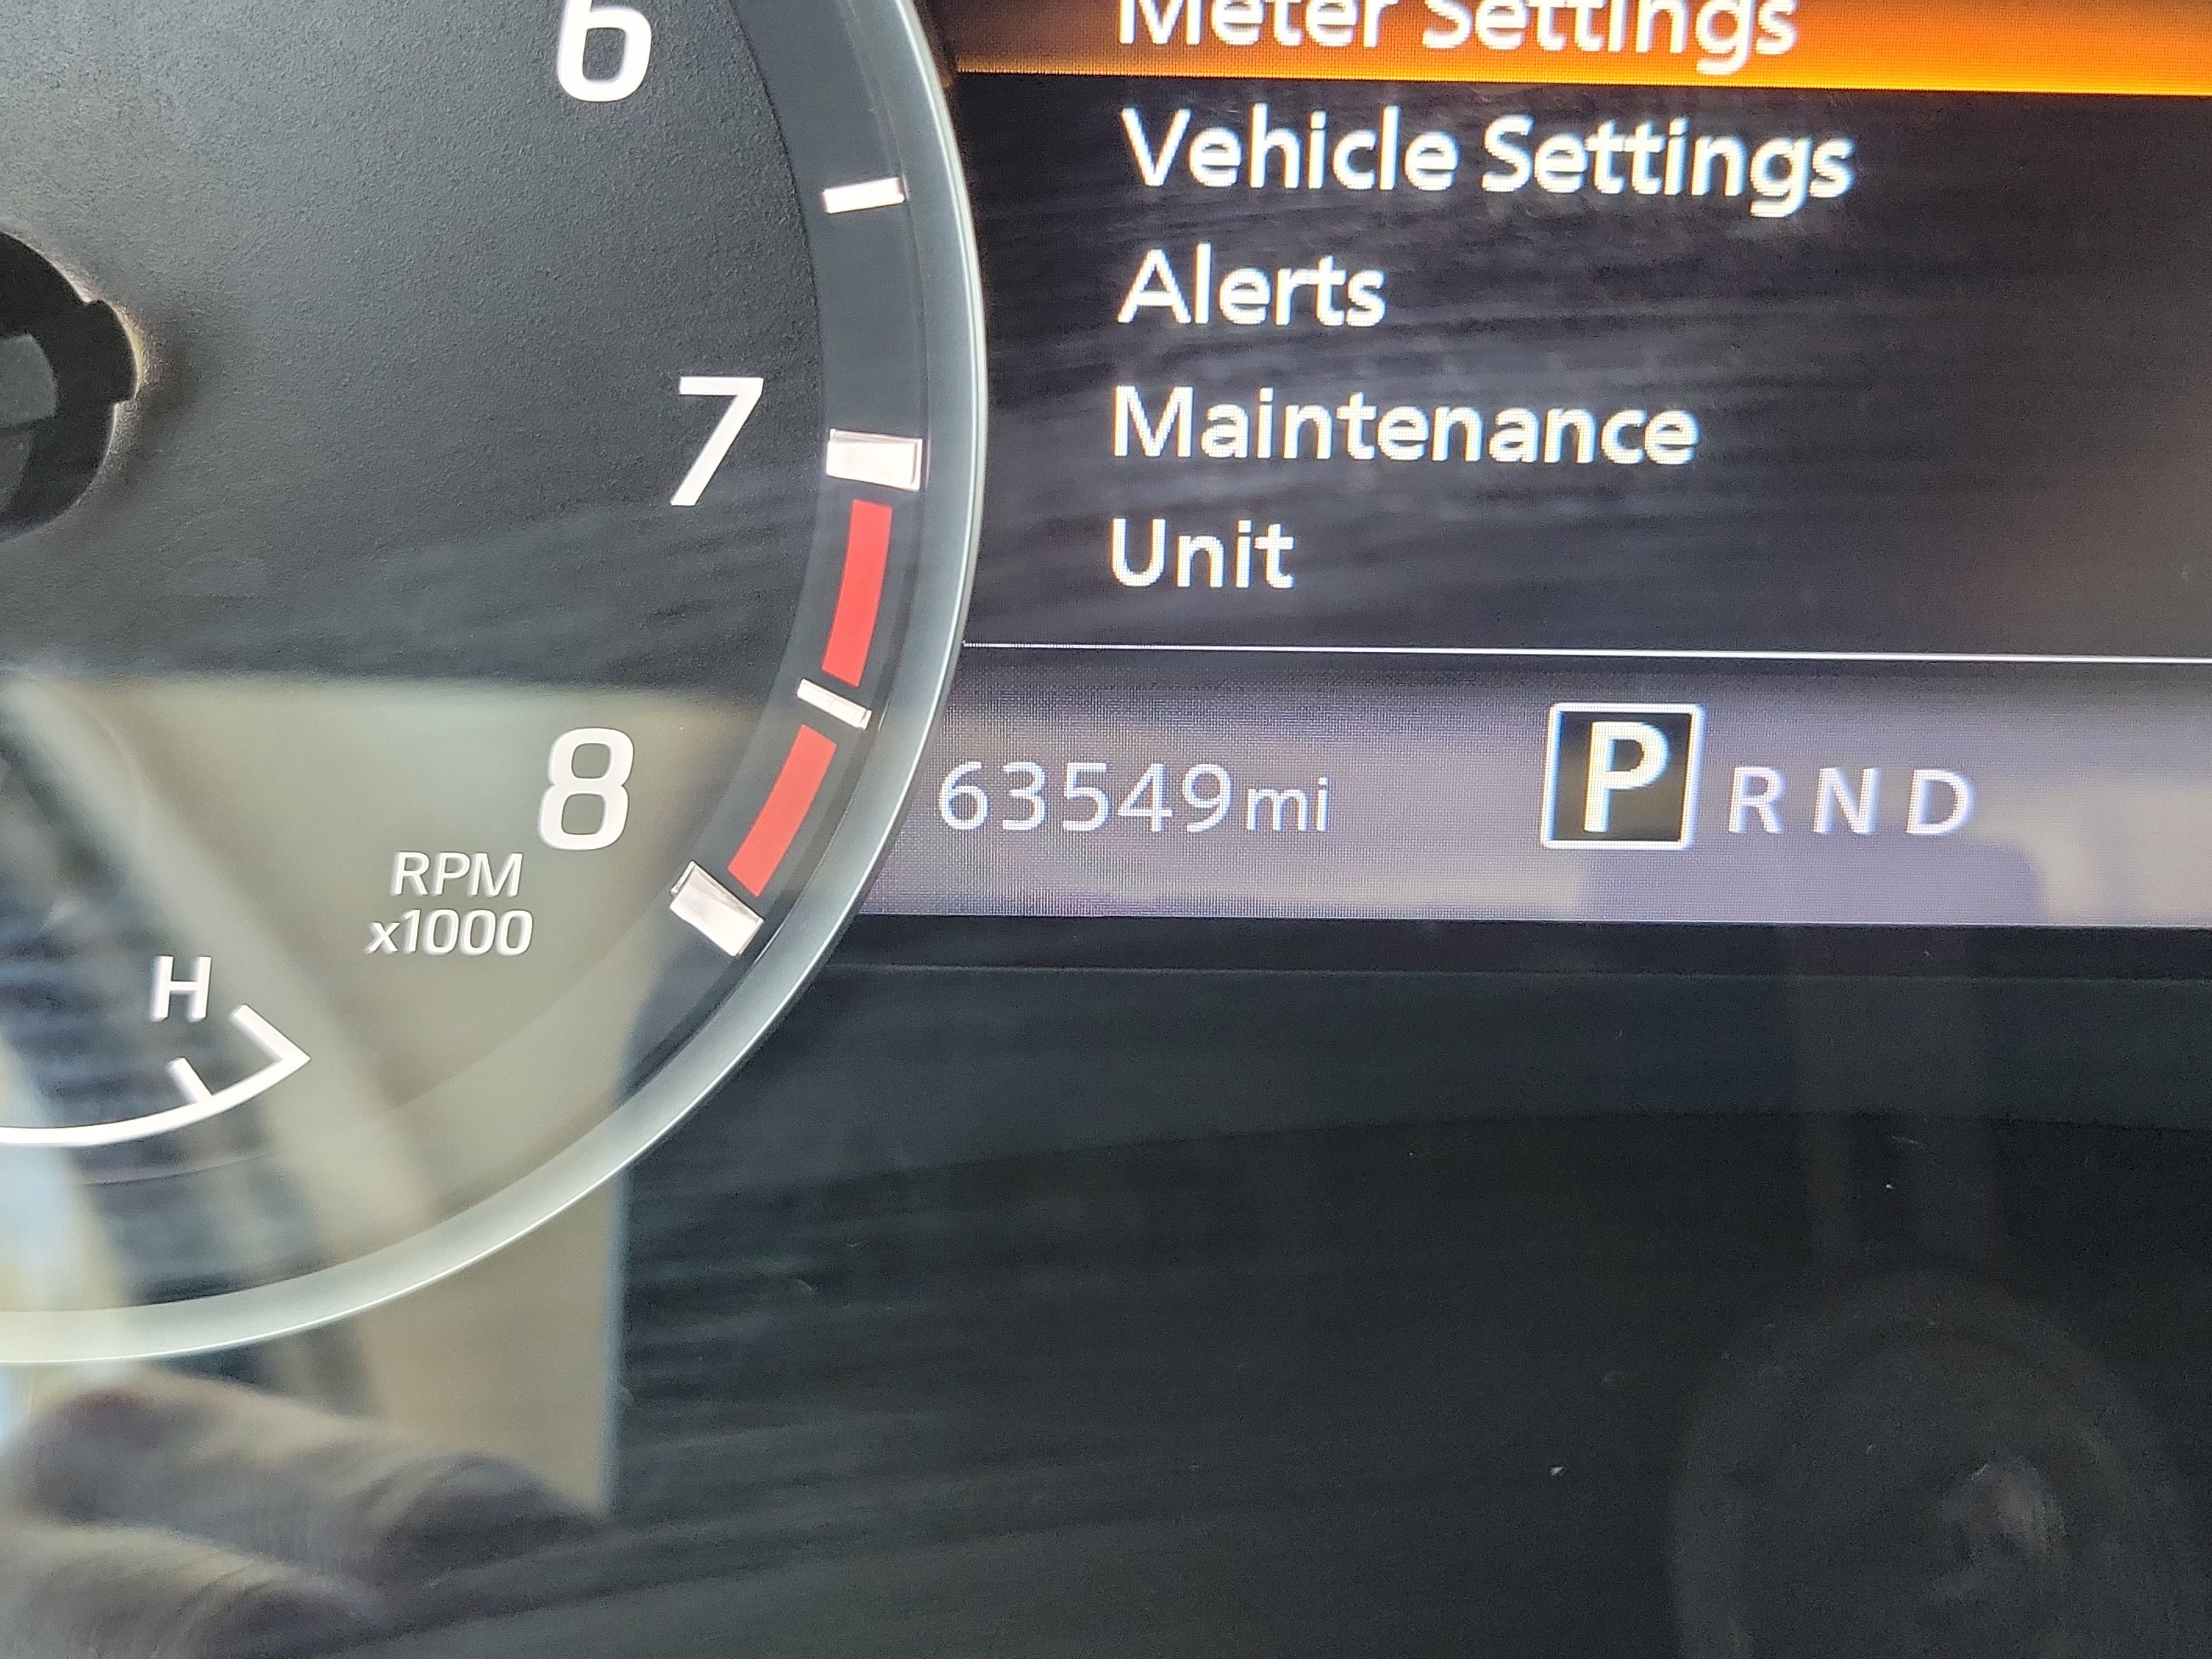 6
Meter Settings
Vehicle Settings
Alerts
7
Maintenance
Unit
8
63549mi
P R N D
RPM
x1000
H